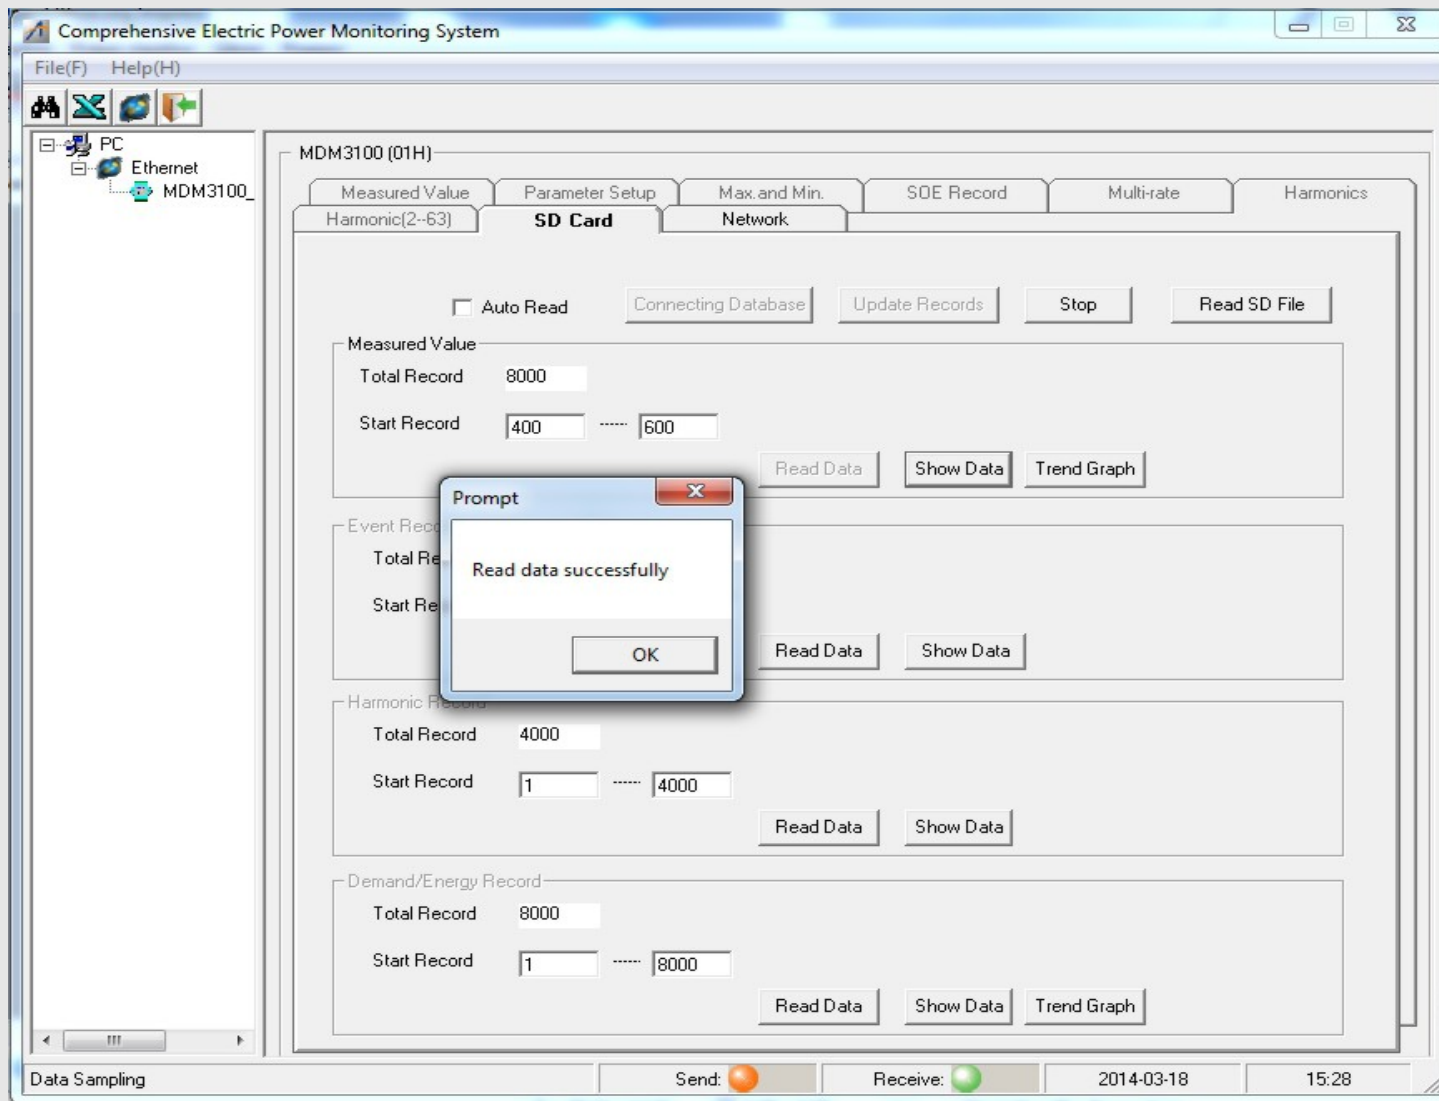 Comprehensive Electric Power Monitoring System
File(F) Help(H)
PC
Ethernet
MDM3100_
MDM3100 (01H)
Measured Value Parameter Setup Max.and Min. SOE Record Multi-rate Harmonics
Harmonic(2--63) SD Card Network
Auto Read Connecting Database Update Records Stop Read SD File
Measured Value
Total Record 8000
Start Record 400 ----- 600
Read Data Show Data Trend Graph
Prompt
Read data successfully
OK
Event Reco
Total Re
Start Re
Read Data Show Data
Harmonic Record
Total Record 4000
Start Record 1 ----- 4000
Read Data Show Data
Demand/Energy Record
Total Record 8000
Start Record 1 ----- 8000
Read Data Show Data Trend Graph
Data Sampling Send: Receive: 2014-03-18 15:28